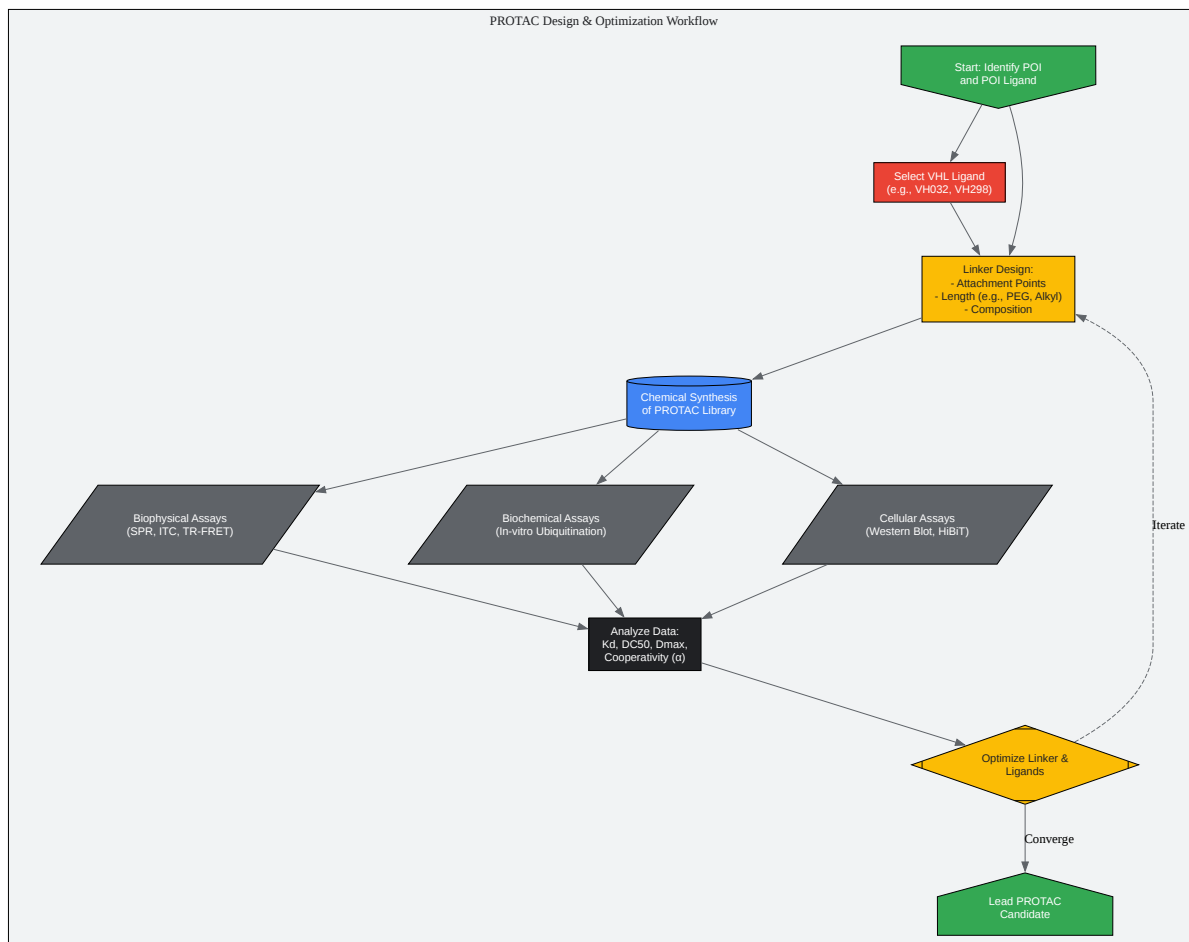 PROTAC Design & Optimization Workflow
Start: Identify POI
and POI Ligand
Select VHL Ligand
(e.g., VH032, VH298)
Linker Design:
- Attachment Points
- Length (e.g., PEG, Alkyl)
- Composition
Chemical Synthesis
of PROTAC Library
Biophysical Assays
(SPR, ITC, TR-FRET)
Biochemical Assays
(In-vitro Ubiquitination)
Cellular Assays
(Western Blot, HiBiT)
Iterate
Analyze Data:
Kd, DC50, Dmax,
Cooperativity (α)
Optimize Linker &
Ligands
Converge
Lead PROTAC
Candidate